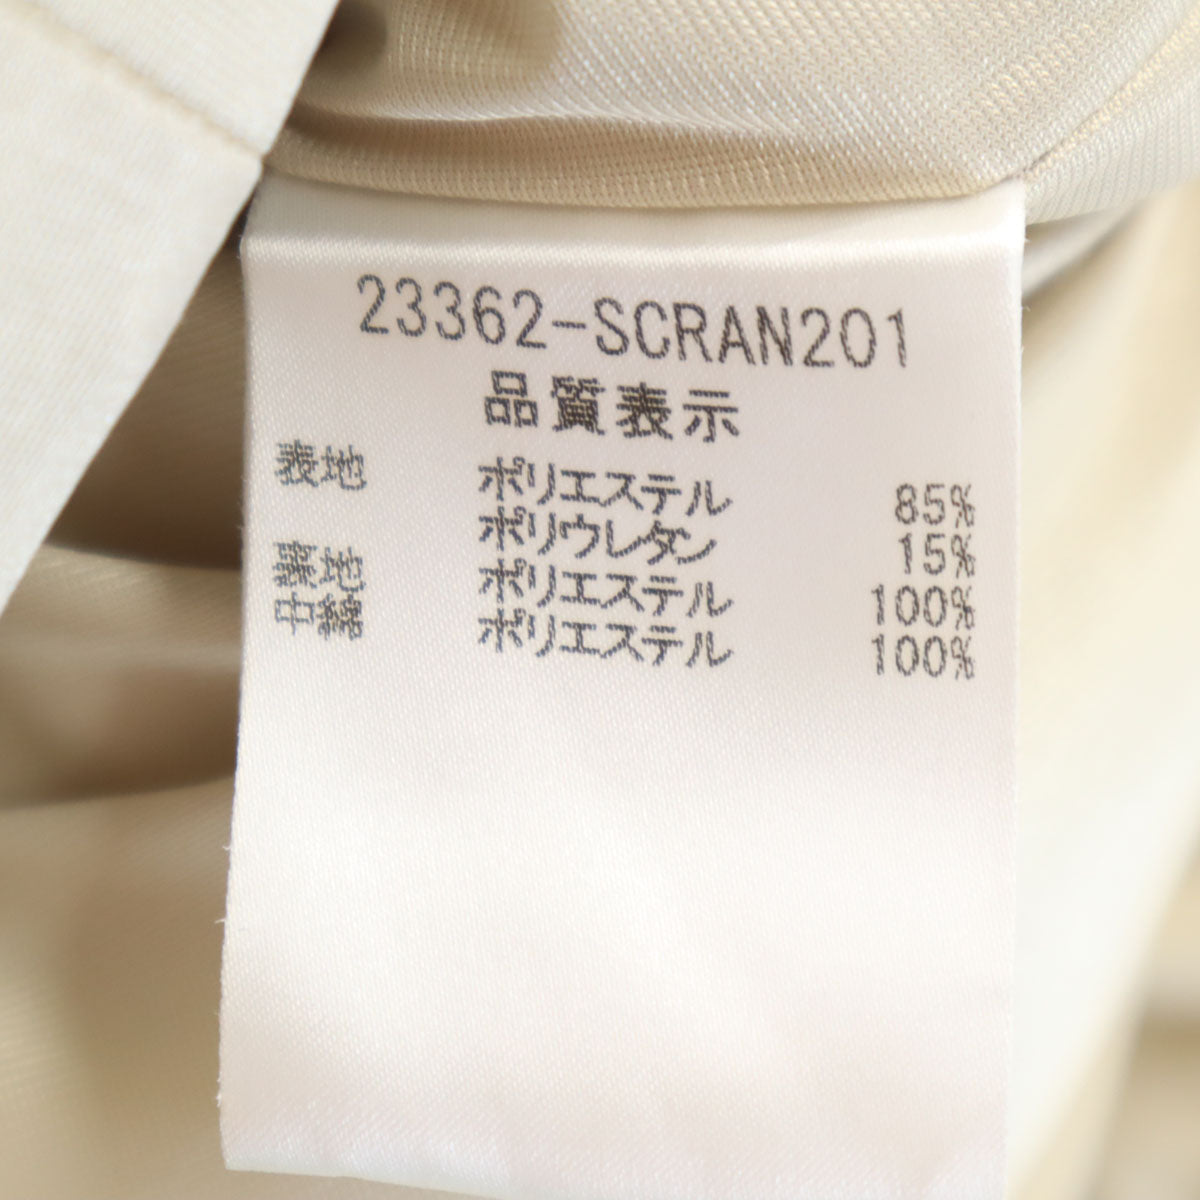 23362-SCRAN201
品質表示
表地 ポリエステル 85%
ポリウレタン 15%
裏地 ポリエステル 100%
中綿 ポリエステル 100%